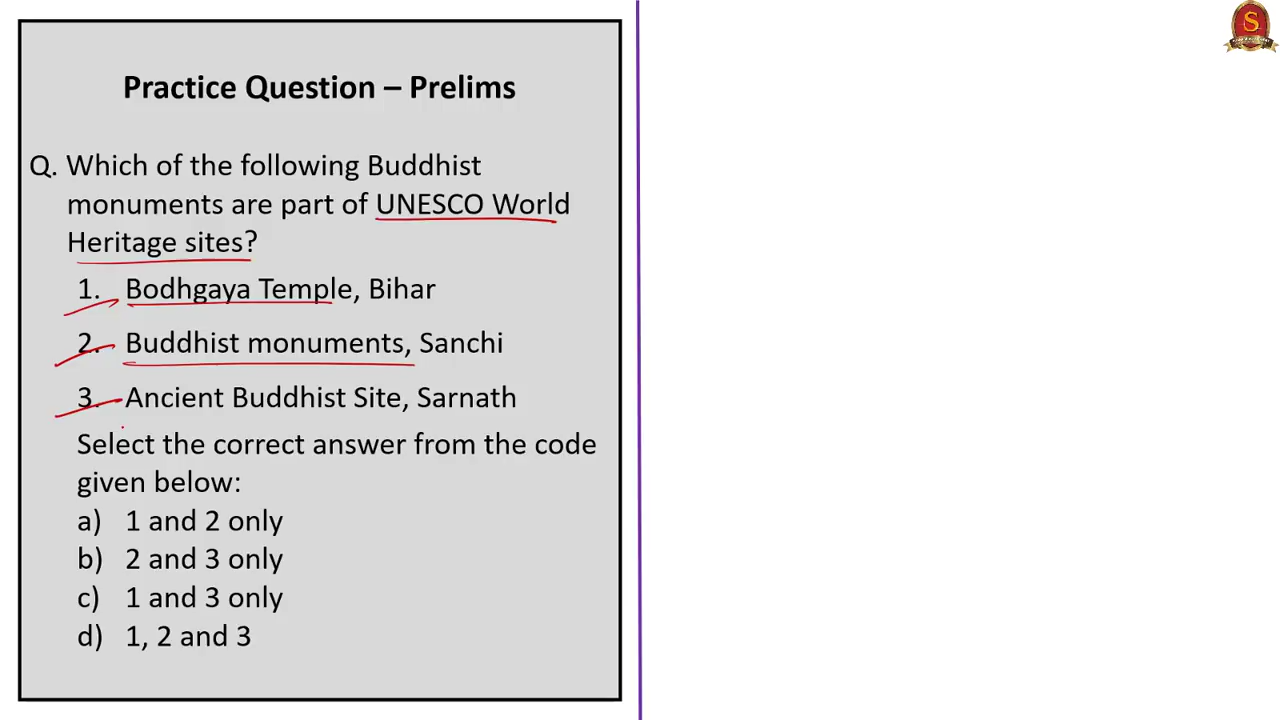 S
Practice Question – Prelims
Q. Which of the following Buddhist
monuments are part of UNESCO World
Heritage sites?
1. Bodhgaya Temple, Bihar
2. Buddhist monuments, Sanchi
3. Ancient Buddhist Site, Sarnath
Select the correct answer from the code
given below:
a) 1 and 2 only
b) 2 and 3 only
c) 1 and 3 only
d) 1, 2 and 3